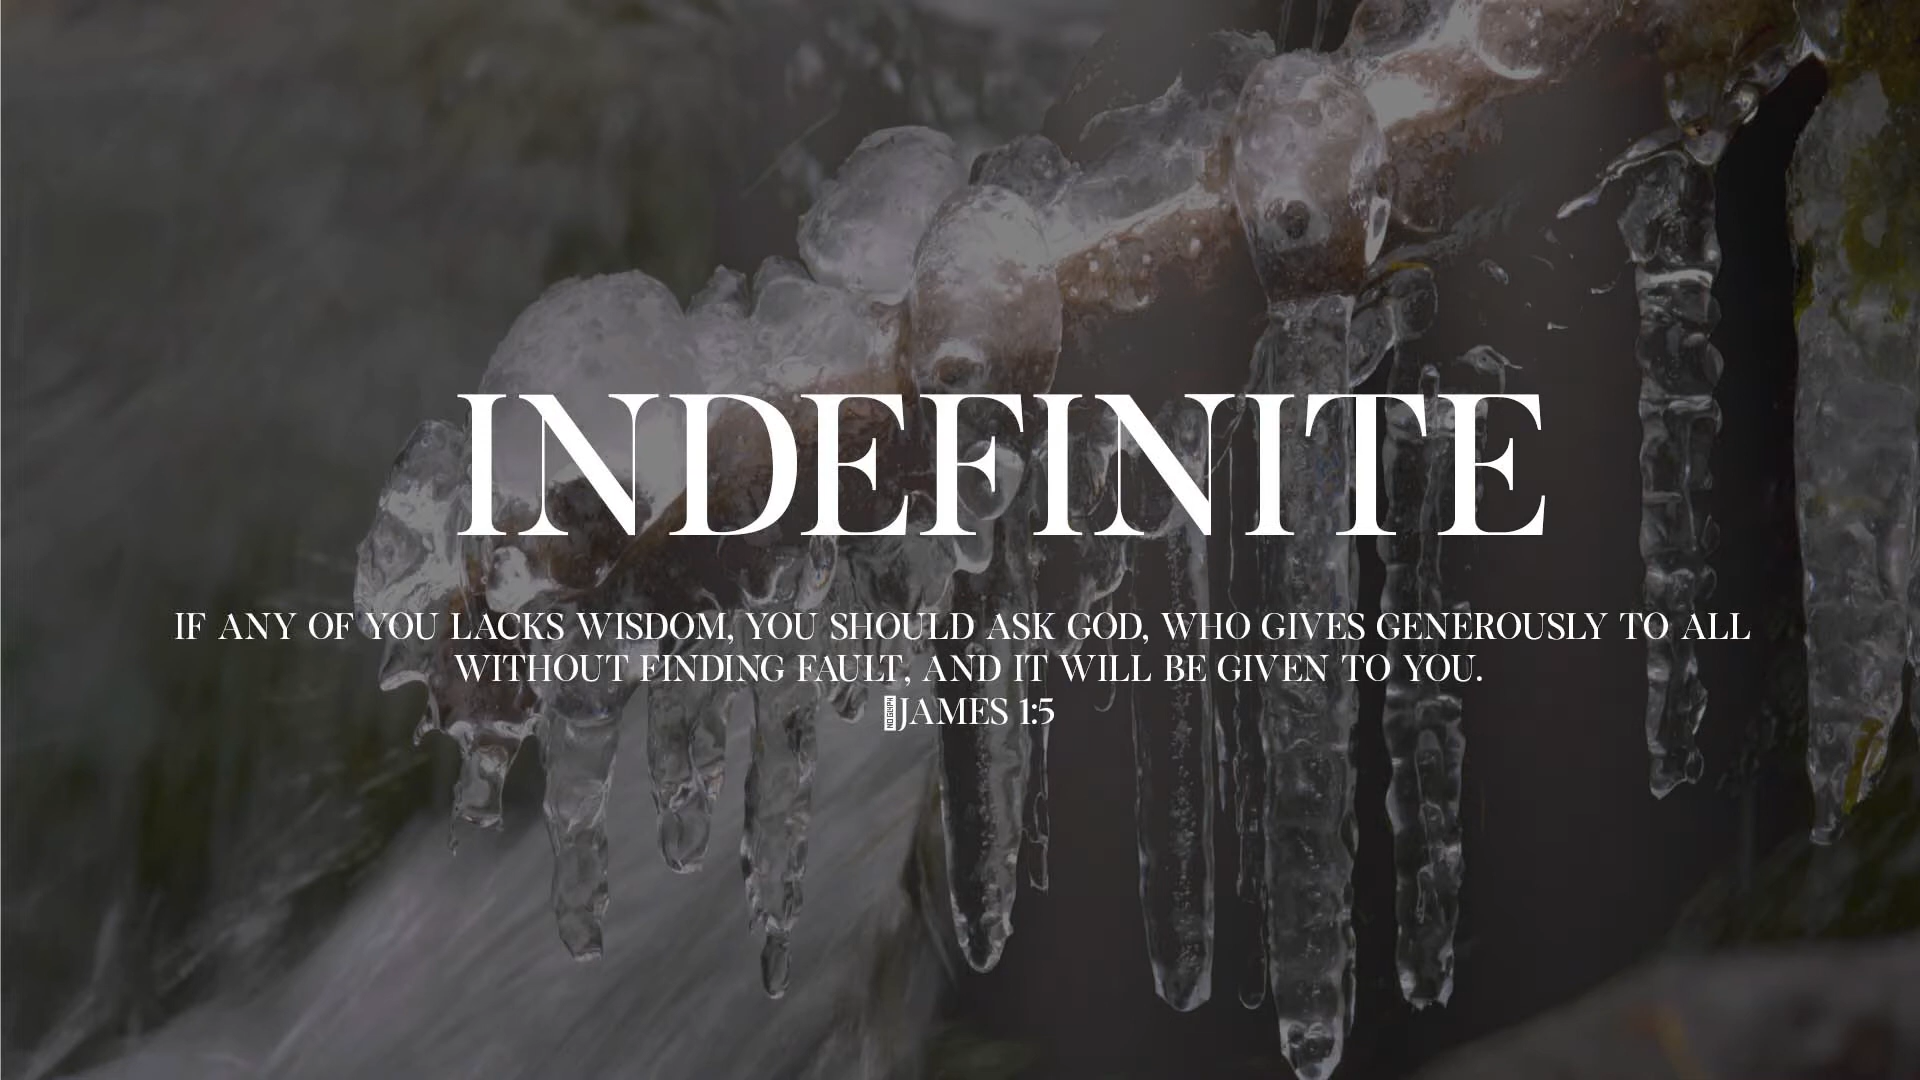 INDEFINITE
IF ANY OF YOU LACKS WISDOM, YOU SHOULD ASK GOD, WHO GIVES GENEROUSLY TO ALL
WITHOUT FINDING FAULT, AND IT WILL BE GIVEN TO YOU.
JAMES 1:5